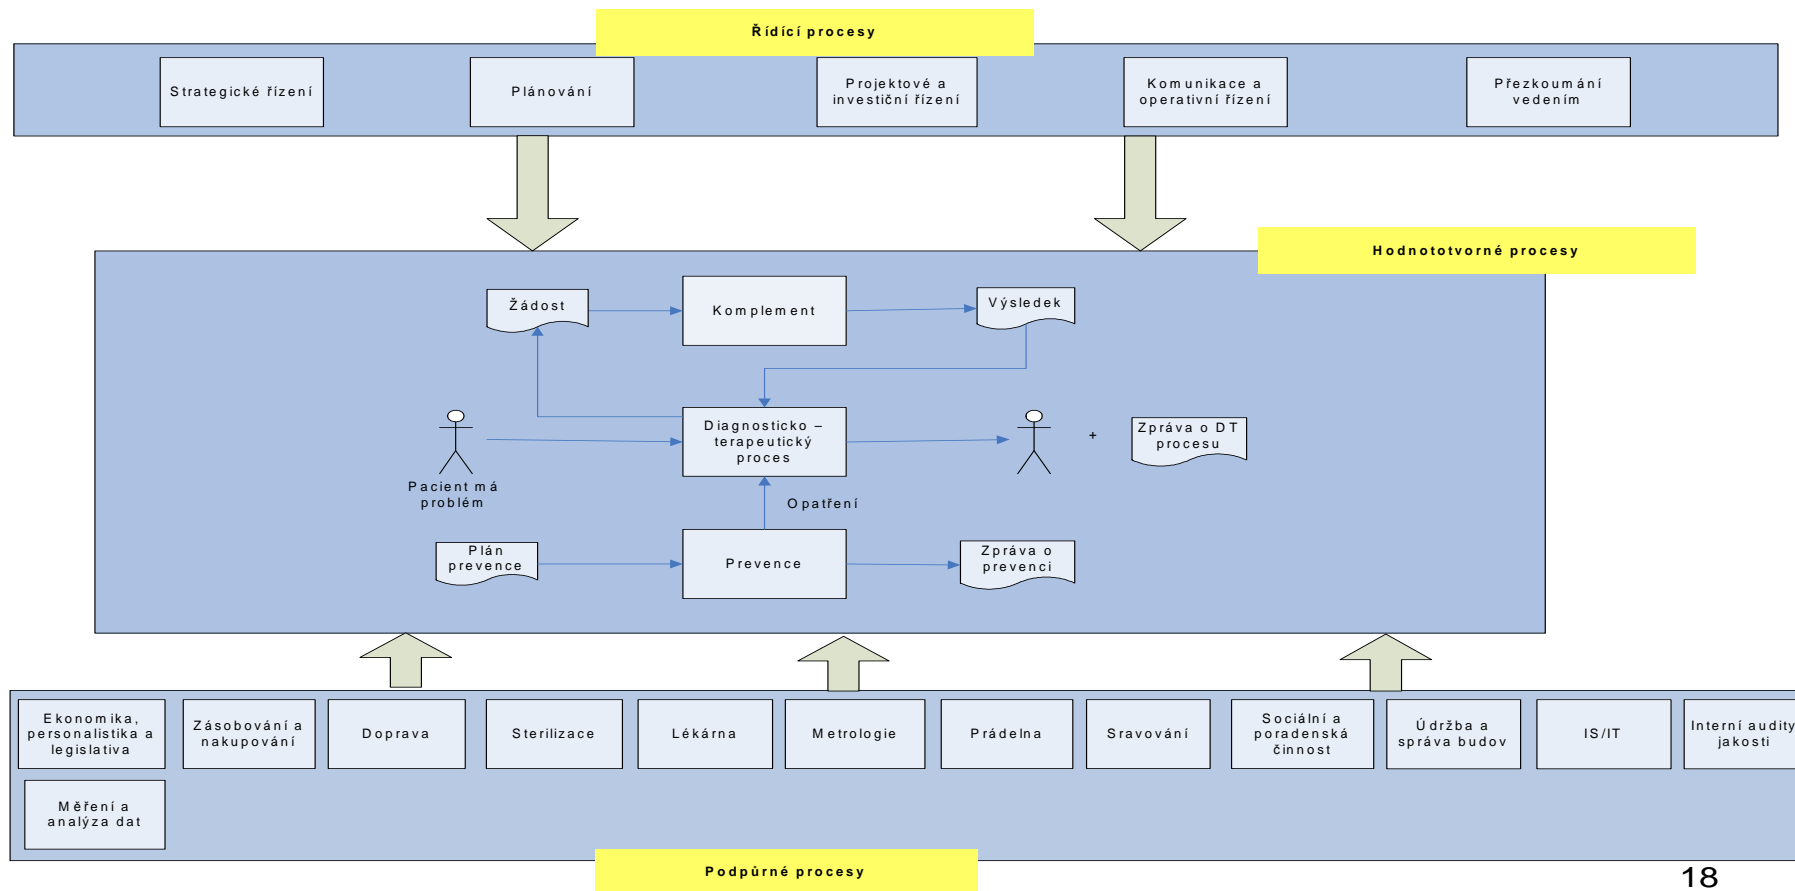 Řídící procesy
Strategické řízení
Plánování
Projektové a
investiční řízení
Komunikace a
operativní řízení
Přezkoumání
vedením
Hodnototvorné procesy
Žádost
Komplement
Výsledek
Diagnosticko –
terapeutický
proces
+
Zpráva o DT
procesu
Pacient má
problém
Opatření
Plán
prevence
Prevence
Zpráva o
prevenci
Ekonomika,
personalistika a
legislativa
Zásobování a
nakupování
Doprava
Sterilizace
Lékárna
Metrologie
Prádelna
Sravování
Sociální a
poradenská
činnost
Údržba a
správa budov
IS/IT
Interní audity
jakosti
Měření a
analýza dat
Podpůrné procesy
18